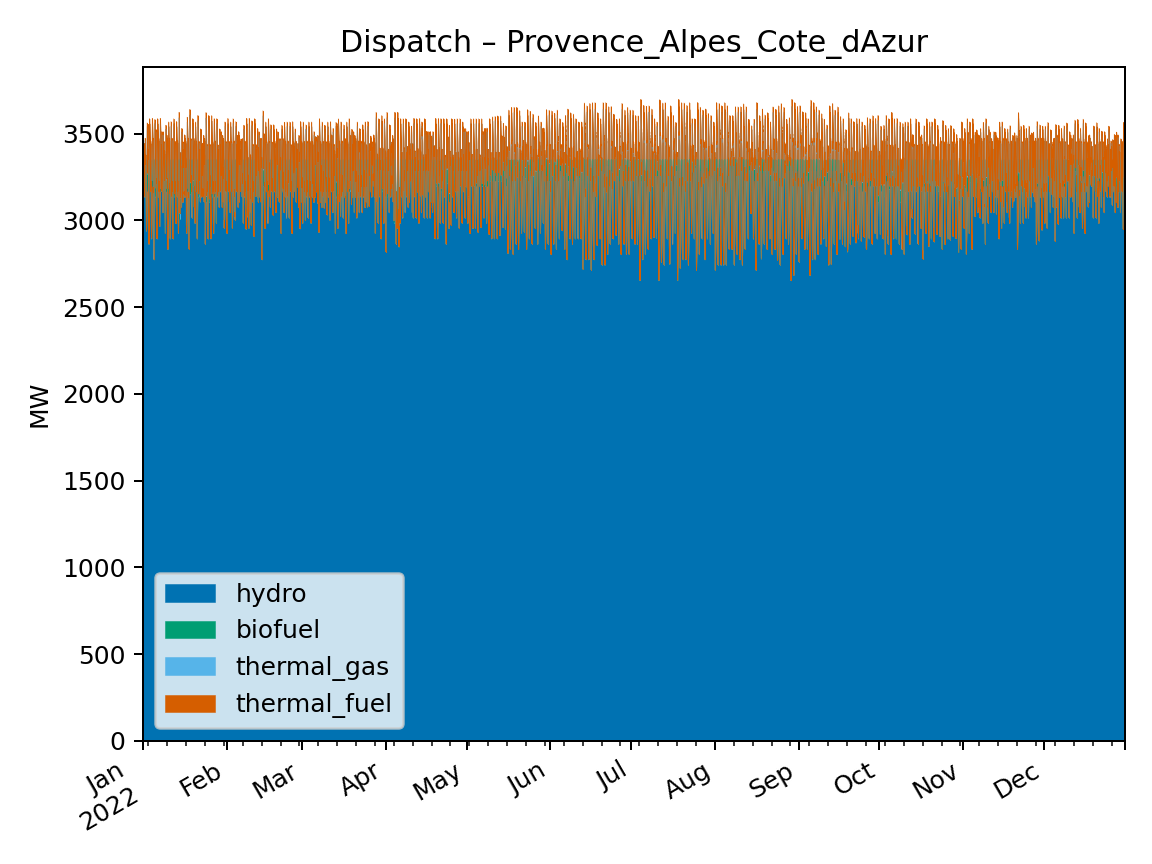 Dispatch – Provence_Alpes_Cote_dAzur
MW
3500
3000
2500
2000
1500
1000
500
0
hydro
biofuel
thermal_gas
thermal_fuel
Jan
2022
Feb
Mar
Apr
May
Jun
Jul
Aug
Sep
Oct
Nov
Dec